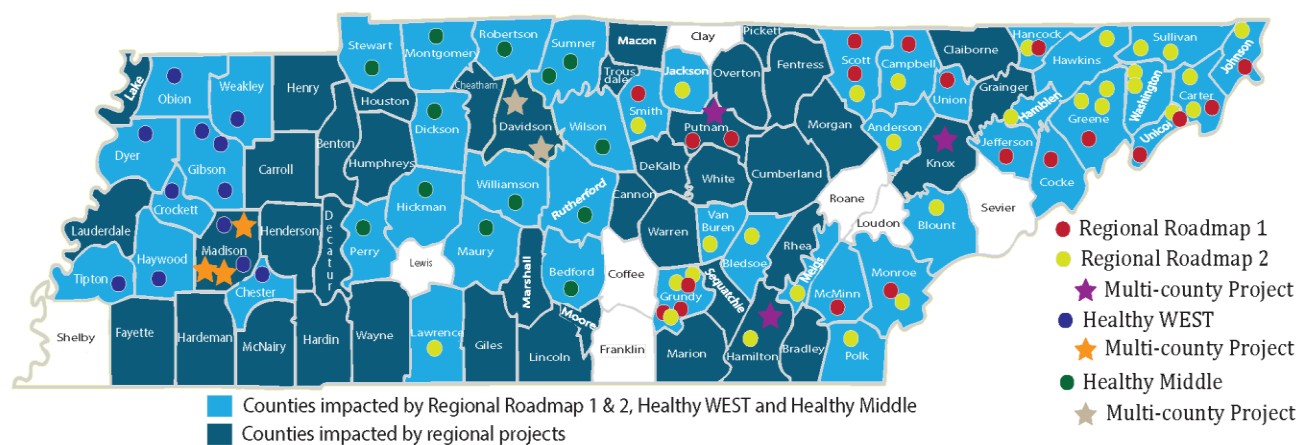 Stewart
Montgomery
Robertson
Sumner
Macon
Clay
Pickett
Lake
Obion
Weakley
Henry
Houston
Cheatham
Trous
dale
Jackson
Overton
Fentress
Scott
Campbell
Claiborne
Hancock
Hawkins
Sullivan
Johnson
Dickson
Davidson
Wilson
Smith
Putnam
Morgan
Anderson
Union
Grainger
Hamblen
Greene
Washington
Carter
Unicoi
Dyer
Gibson
Carroll
Benton
Humphreys
Hickman
Williamson
Rutherford
Cannon
DeKalb
White
Cumberland
Roane
Knox
Jefferson
Cocke
Sevier
Lauderdale
Crockett
Madison
Henderson
Decatur
Perry
Lewis
Maury
Marshall
Bedford
Coffee
Warren
Van
Buren
Bledsoe
Rhea
Meigs
Loudon
Blount
Monroe
McMinn
Tipton
Haywood
Chester
Shelby
Fayette
Hardeman
McNairy
Hardin
Wayne
Lawrence
Giles
Lincoln
Moore
Franklin
Grundy
Sequatchie
Marion
Hamilton
Bradley
Polk
Regional Roadmap 1
Regional Roadmap 2
Multi-county Project
Healthy WEST
Multi-county Project
Healthy Middle
Multi-county Project
Counties impacted by Regional Roadmap 1 & 2, Healthy WEST and Healthy Middle
Counties impacted by regional projects